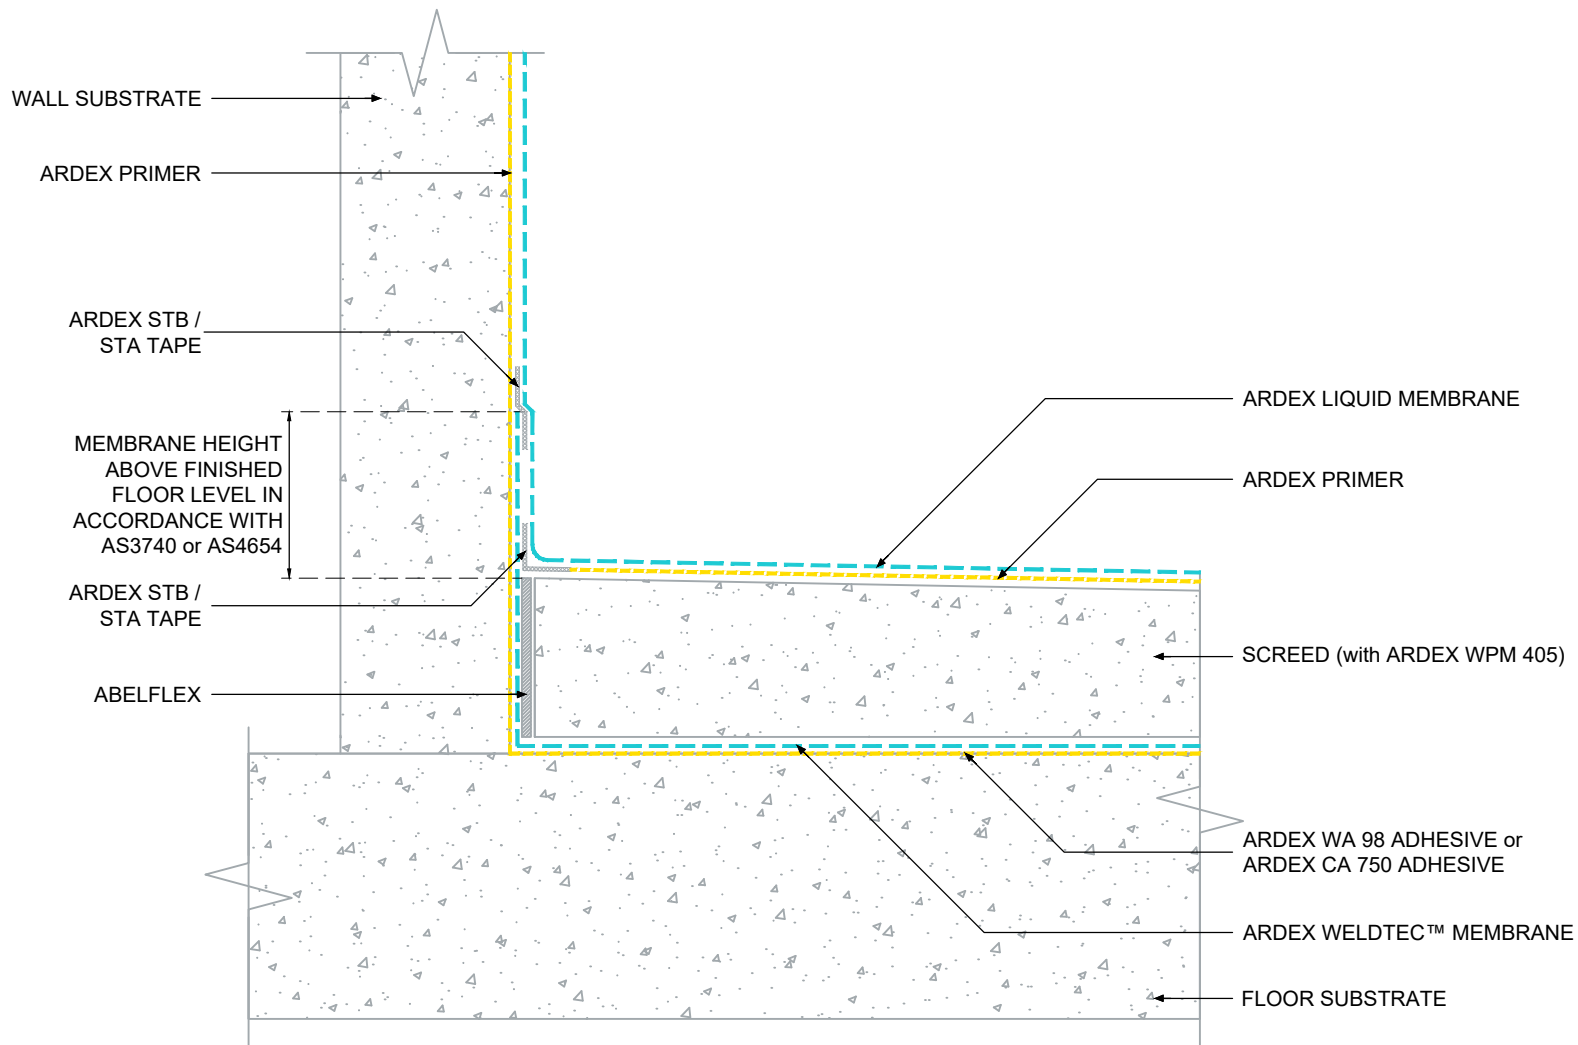 WALL SUBSTRATE
ARDEX PRIMER
ARDEX STB /
STA TAPE
MEMBRANE HEIGHT
ABOVE FINISHED
FLOOR LEVEL IN
ACCORDANCE WITH
AS3740 or AS4654
ARDEX STB /
STA TAPE
ABELFLEX
ARDEX LIQUID MEMBRANE
ARDEX PRIMER
SCREED (with ARDEX WPM 405)
ARDEX WA 98 ADHESIVE or
ARDEX CA 750 ADHESIVE
ARDEX WELDTEC™ MEMBRANE
FLOOR SUBSTRATE